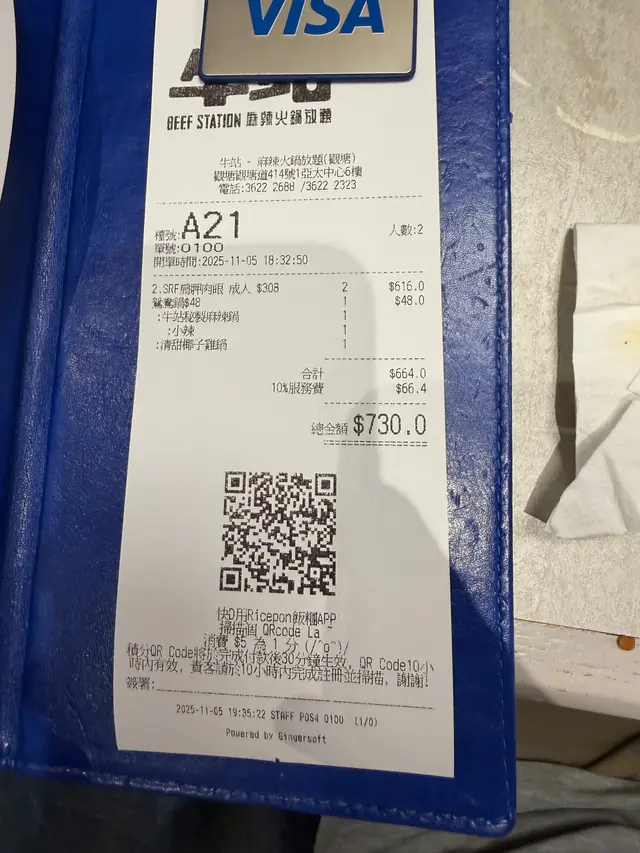 VISA
牛站
BEEF STATION 麻辣火鍋放題
牛站 - 麻辣火鍋放題(觀塘)
觀塘觀塘道414號1亞太中心6樓
電話:3622 2688 /3622 2323
檯號:A21 人數:2
單號:0100
開單時間:2025-11-05 18:32:50
2.SRF肩胛肉眼 成人 $308 2 $616.0
鴛鴦鍋$48 1 $48.0
:牛站秘製麻辣鍋 1
:小辣 1
:清甜椰子雞鍋 1
合計 $664.0
10%服務費 $66.4
總金額 $730.0
快D用Ricepon飯糰APP
掃描個 QRcode La ~
消費 $5 為 1 分 (/^o^)/
積分QR Code將於完成付款後30分鐘生效, QR Code10小
時內有效, 賓客請於10小時內完成註冊並掃描, 謝謝!
簽署:
2025-11-05 19:35:22 STAFF POS4 0100 (1/0)
Powered by Gingersoft